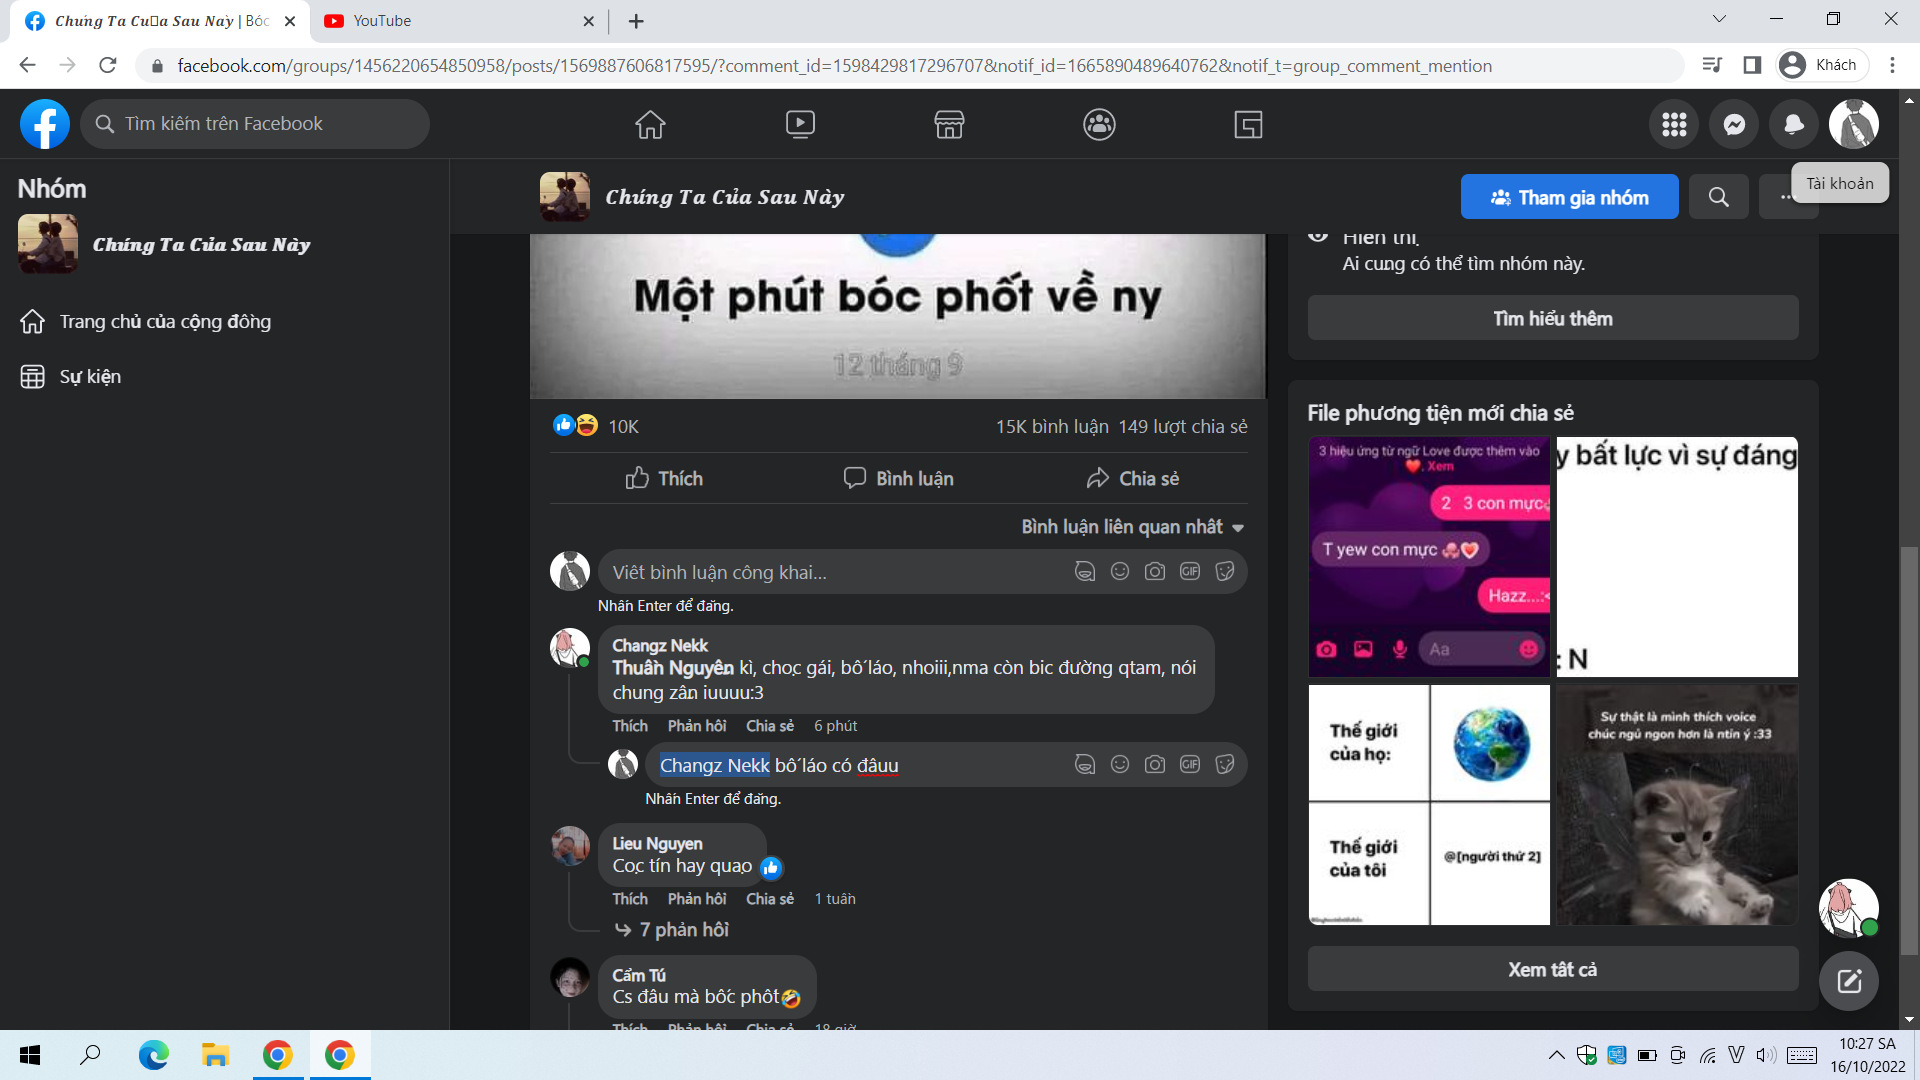 Chúng Ta Của Sau Này | Bóc
YouTube
facebook.com/groups/1456220654850958/posts/1569887606817595/?comment_id=1598429817296707&notif_id=1665890489640762&notif_t=group_comment_mention
Khách
Tìm kiếm trên Facebook
Nhóm
Chúng Ta Của Sau Này
Trang chủ của cộng đồng
Sự kiện
Chúng Ta Của Sau Này
Tham gia nhóm
Tài khoản
Một phút bóc phốt về ny
12 tháng 9
10K
15K bình luận 149 lượt chia sẻ
Thích
Bình luận
Chia sẻ
Bình luận liên quan nhất
Viết bình luận công khai...
GIF
Nhấn Enter để đăng.
Changz Nekk
Thuần Nguyễn kì, chọc gái, bố láo, nhoiii,nma còn bic đường qtam, nói
chung zẫn iuuuu:3
Thích Phản hồi Chia sẻ 6 phút
Changz Nekk bố láo có đâuu
GIF
Nhấn Enter để đăng.
Lieu Nguyen
Cọc tín hay quạo
Thích Phản hồi Chia sẻ 1 tuần
7 phản hồi
Cẩm Tú
Cs đâu mà bốc phốt🤣
Thích Phản hồi Chia sẻ 18 giờ
Hiển thị
Ai cũng có thể tìm nhóm này.
Tìm hiểu thêm
File phương tiện mới chia sẻ
3 hiệu ứng từ ngữ Love được thêm vào
❤️. Xem
2 3 con mực
T yew con mực
Hazz...:<
Aa
y bất lực vì sự đáng
: N
Thế giới
của họ:
Thế giới
của tôi
@[người thứ 2]
Sự thật là mình thích voice
chúc ngủ ngon hơn là ntin ý :33
Xem tất cả
10:27 SA
16/10/2022